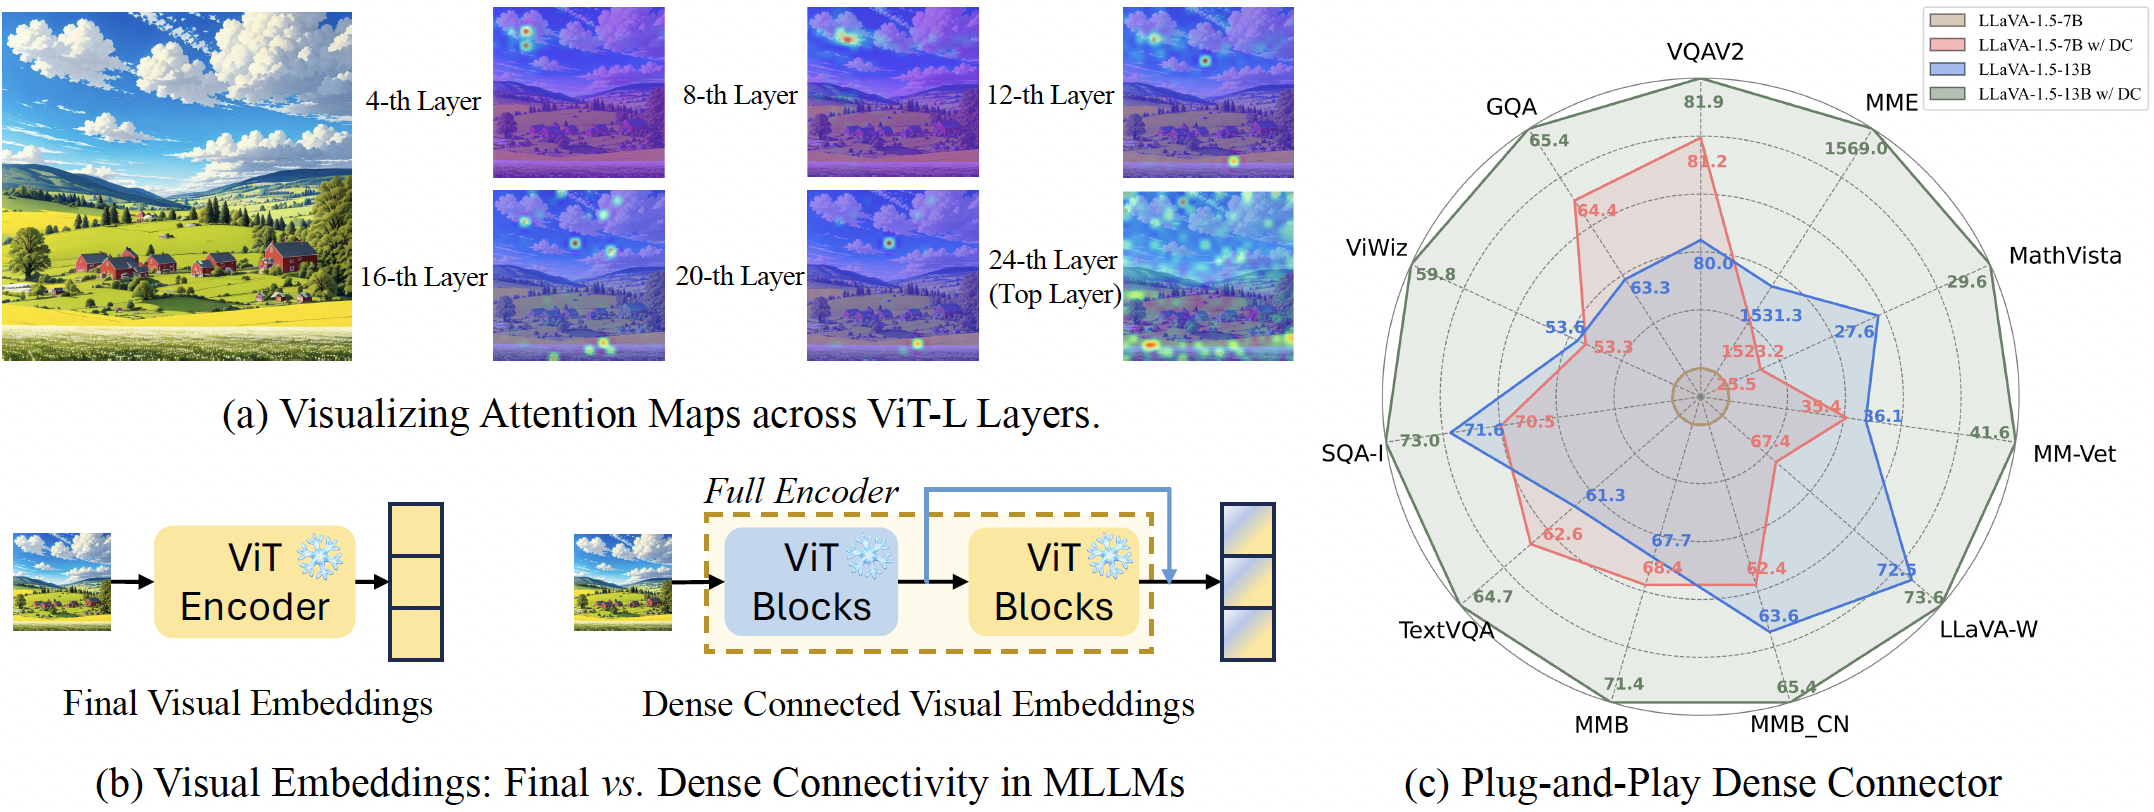 4-th Layer
8-th Layer
12-th Layer
16-th Layer
20-th Layer
24-th Layer
(Top Layer)
(a) Visualizing Attention Maps across ViT-L Layers.
ViT
Encoder
Final Visual Embeddings
Full Encoder
ViT
Blocks
ViT
Blocks
Dense Connected Visual Embeddings
(b) Visual Embeddings: Final vs. Dense Connectivity in MLLMs
LLaVA-1.5-7B
LLaVA-1.5-7B w/ DC
LLaVA-1.5-13B
LLaVA-1.5-13B w/ DC
VQAV2
81.9
81.2
80.0
MME
1569.0
1531.3
1523.2
MathVista
29.6
27.6
25.5
MM-Vet
41.6
36.1
35.4
LLaVA-W
73.6
72.5
67.4
MMB_CN
65.4
63.6
62.4
MMB
71.4
68.4
67.7
TextVQA
64.7
62.6
61.3
SQA-I
73.0
71.6
70.5
ViWiz
59.8
53.6
53.3
GQA
65.4
64.4
63.3
(c) Plug-and-Play Dense Connector